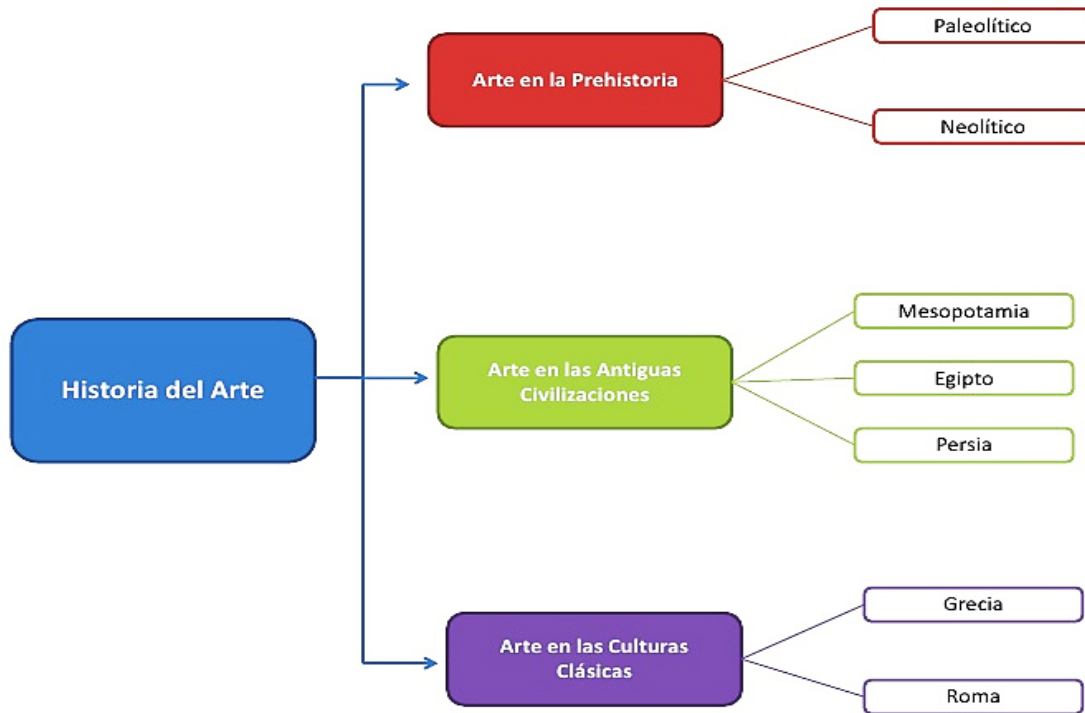 Historia del Arte
Arte en la Prehistoria
Paleolítico
Neolítico
Arte en las Antiguas
Civilizaciones
Mesopotamia
Egipto
Persia
Arte en las Culturas
Clásicas
Grecia
Roma